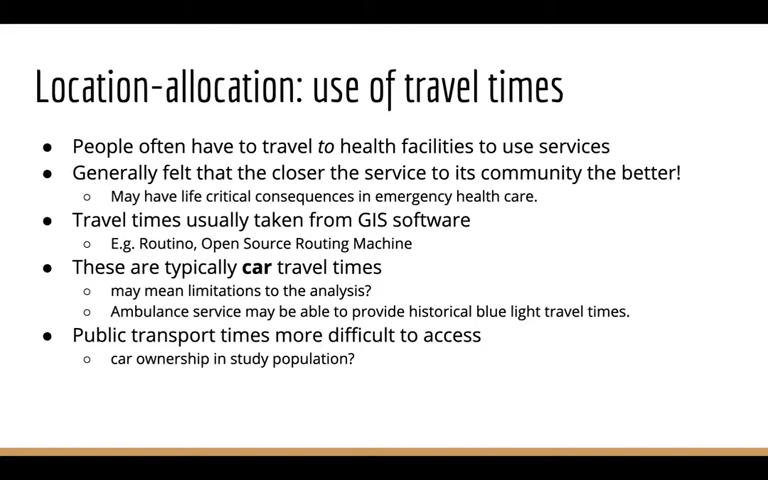 Location-allocation: use of travel times
● People often have to travel to health facilities to use services
● Generally felt that the closer the service to its community the better!
○ May have life critical consequences in emergency health care.
● Travel times usually taken from GIS software
○ E.g. Routino, Open Source Routing Machine
● These are typically car travel times
○ may mean limitations to the analysis?
○ Ambulance service may be able to provide historical blue light travel times.
● Public transport times more difficult to access
○ car ownership in study population?